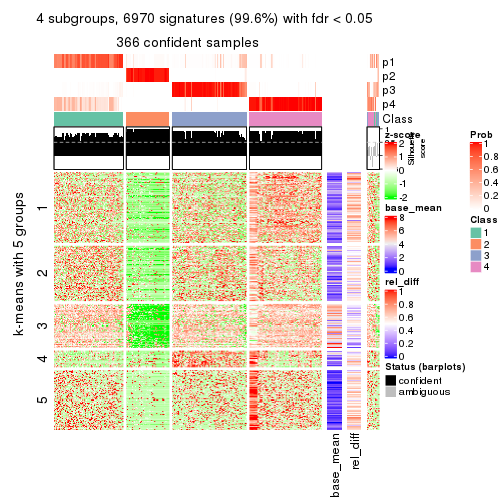 4 subgroups, 6970 signatures (99.6%) with fdr < 0.05
366 confident samples
p1
p2
p3
p4
Class
Silhouette
score
1
2
3
4
5
k-means with 5 groups
base_mean
rel_diff
z-score
2
1
0
-1
-2
base_mean
8
6
4
2
0
rel_diff
1
0.8
0.6
0.4
0.2
0
Status (barplots)
confident
ambiguous
Prob
1
0.8
0.6
0.4
0.2
0
Class
1
2
3
4